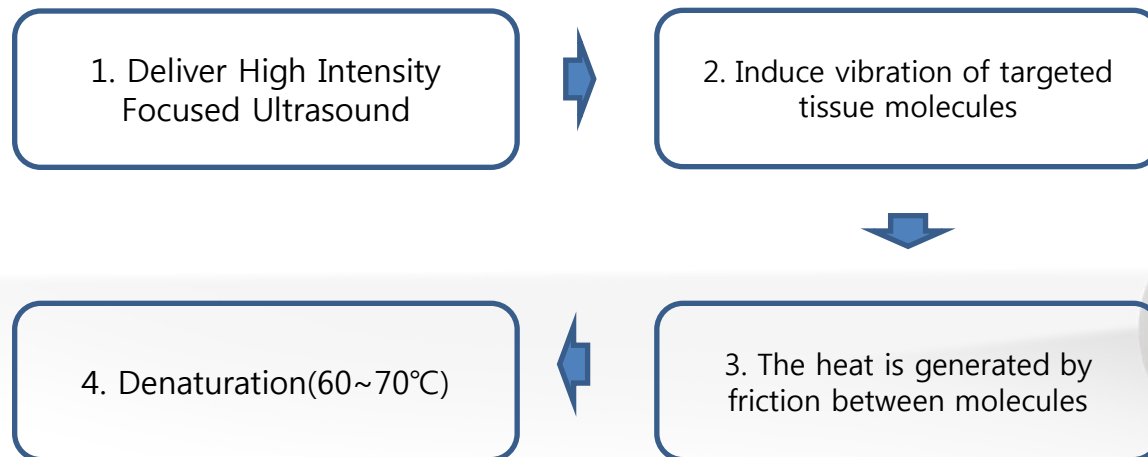 1. Deliver High Intensity
Focused Ultrasound
2. Induce vibration of targeted
tissue molecules
3. The heat is generated by
friction between molecules
4. Denaturation(60~70℃)